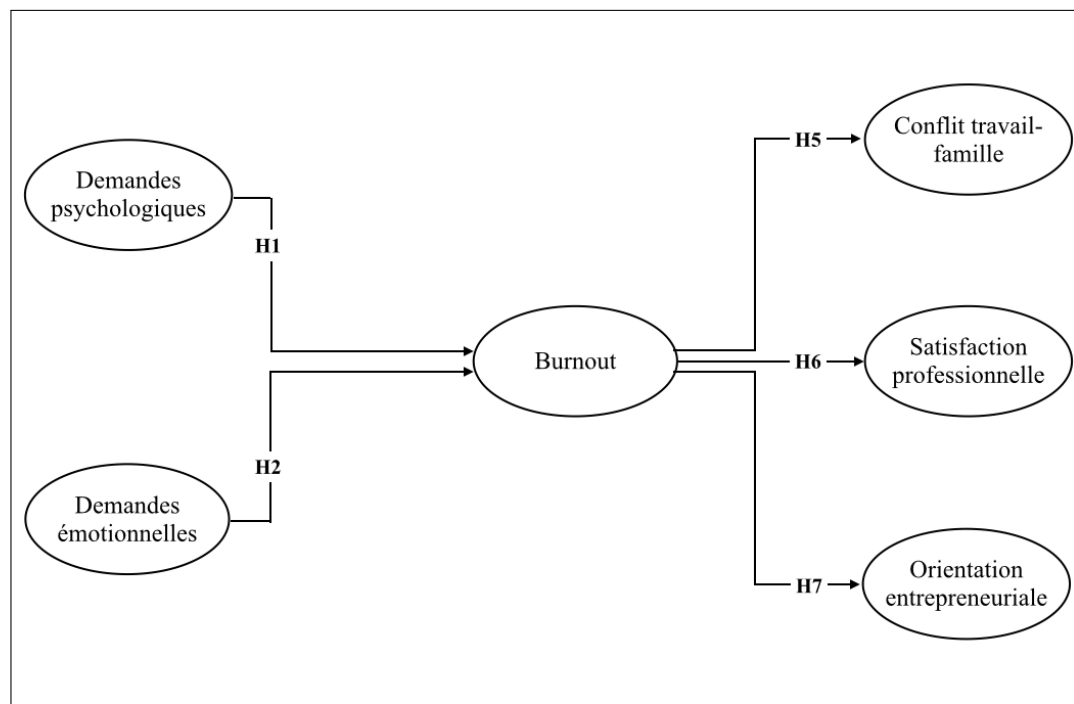 Demandes
psychologiques
H1
H2
Demandes
émotionnelles
Burnout
H5
Conflit travail-
famille
H6
Satisfaction
professionnelle
H7
Orientation
entrepreneuriale